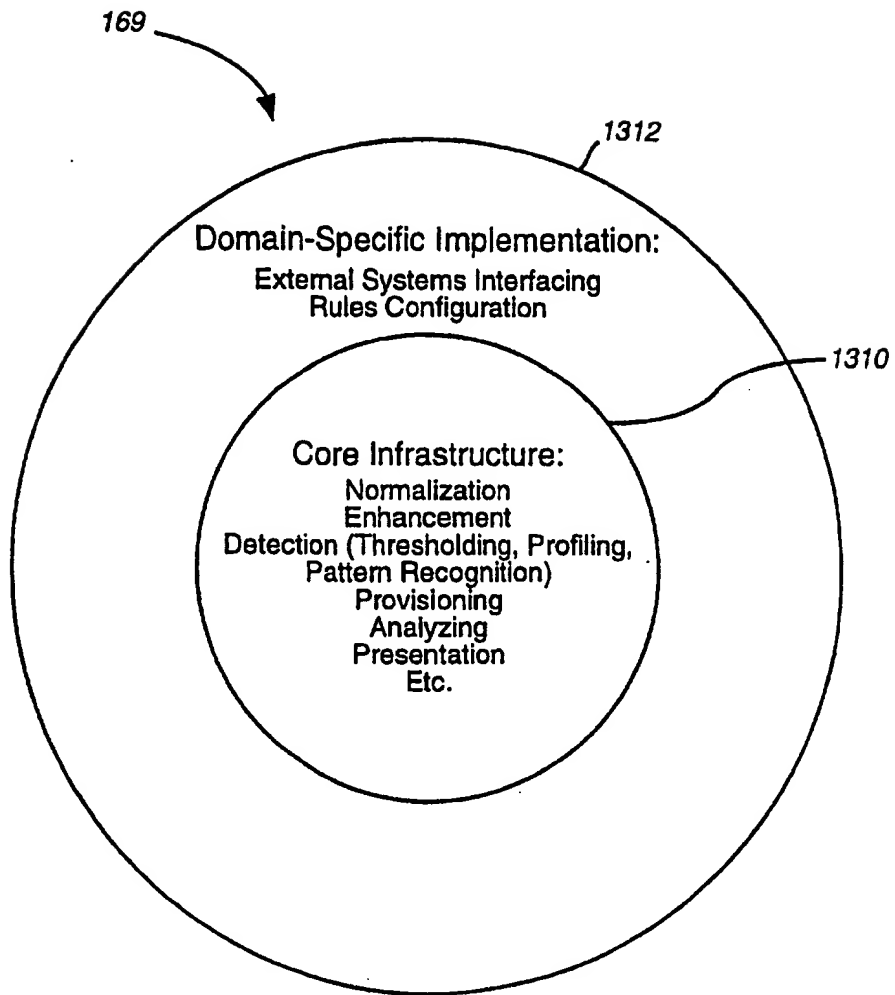 169
1312
Domain-Specific Implementation:
External Systems Interfacing
Rules Configuration
1310
Core Infrastructure:
Normalization
Enhancement
Detection (Thresholding, Profiling,
Pattern Recognition)
Provisioning
Analyzing
Presentation
Etc.